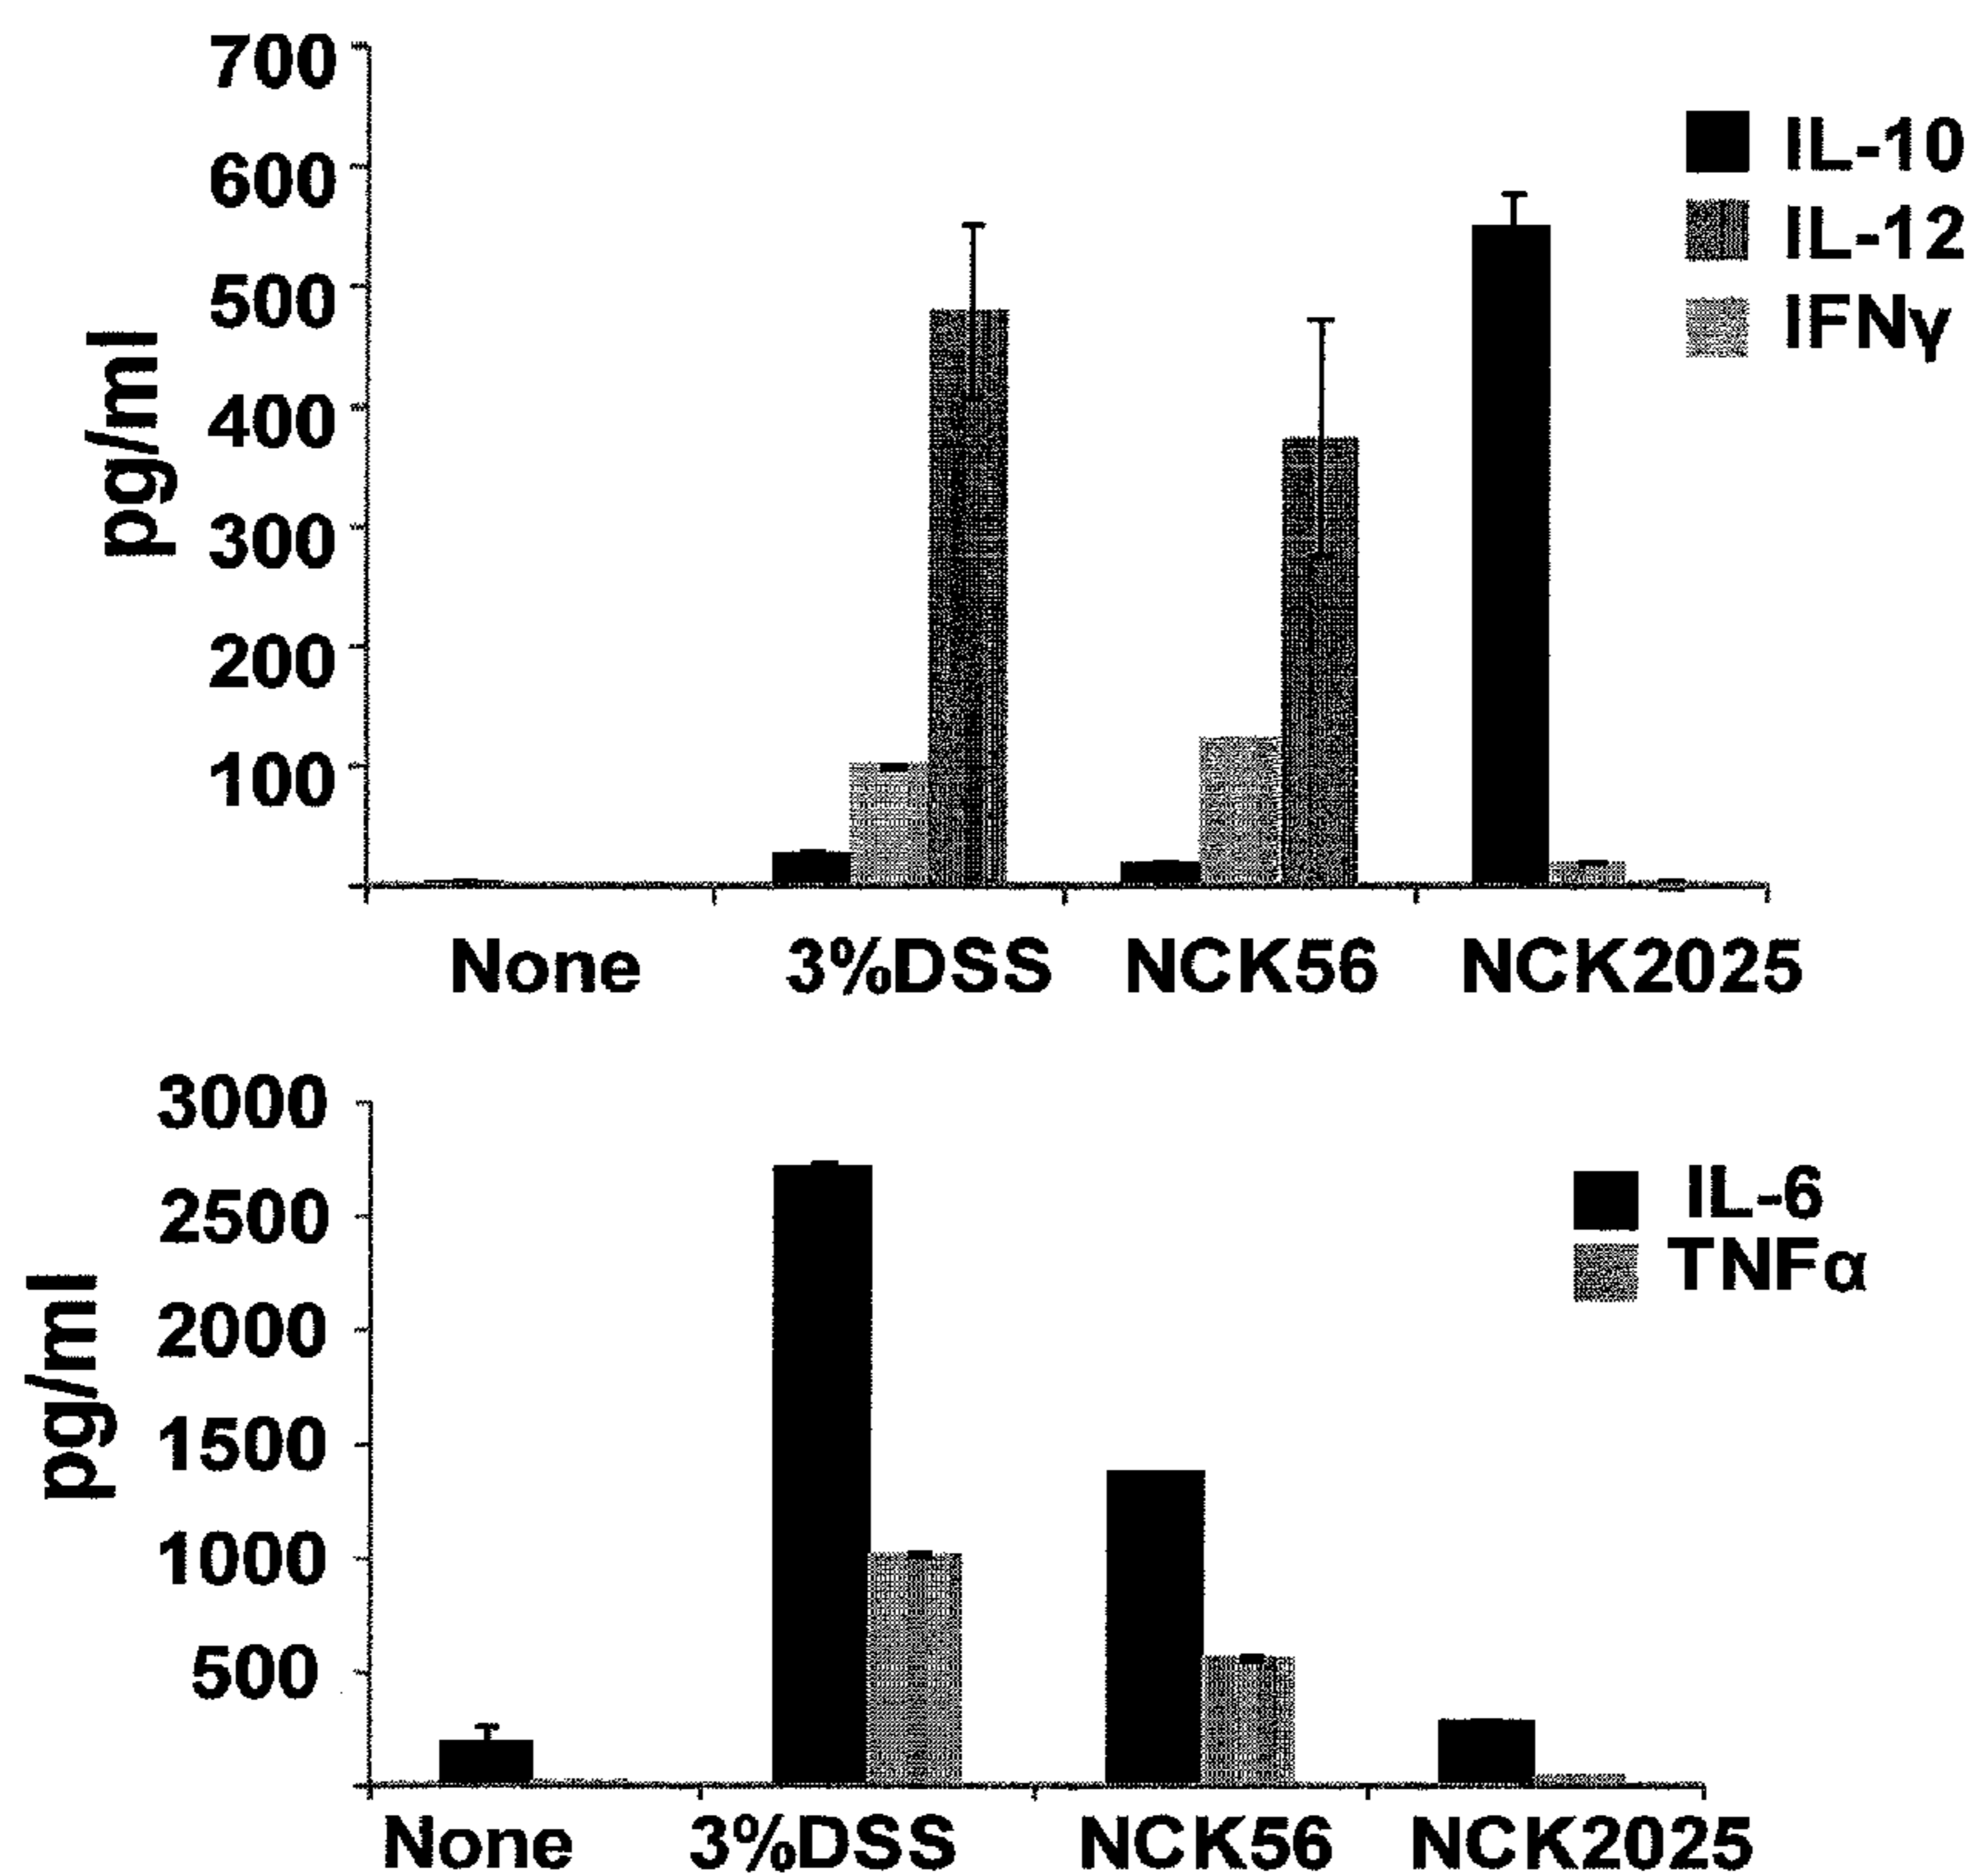 700
600
500
400
300
200
100
pg/ml
IL-10
IL-12
IFNγ
None 3%DSS NCK56 NCK2025
3000
2500
2000
1500
1000
500
pg/ml
IL-6
TNFα
None 3%DSS NCK56 NCK2025